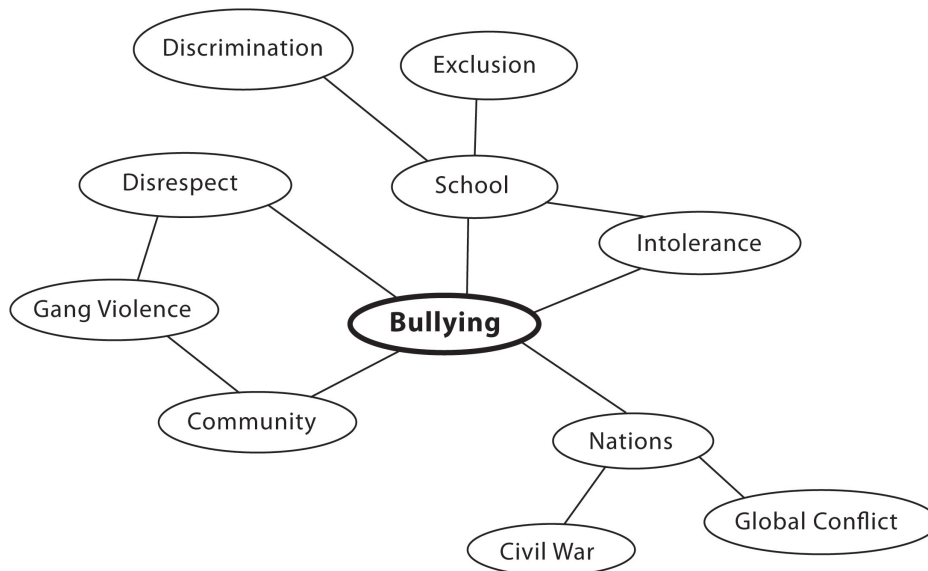 Discrimination
Exclusion
Disrespect
School
Intolerance
Gang Violence
Bullying
Community
Nations
Global Conflict
Civil War